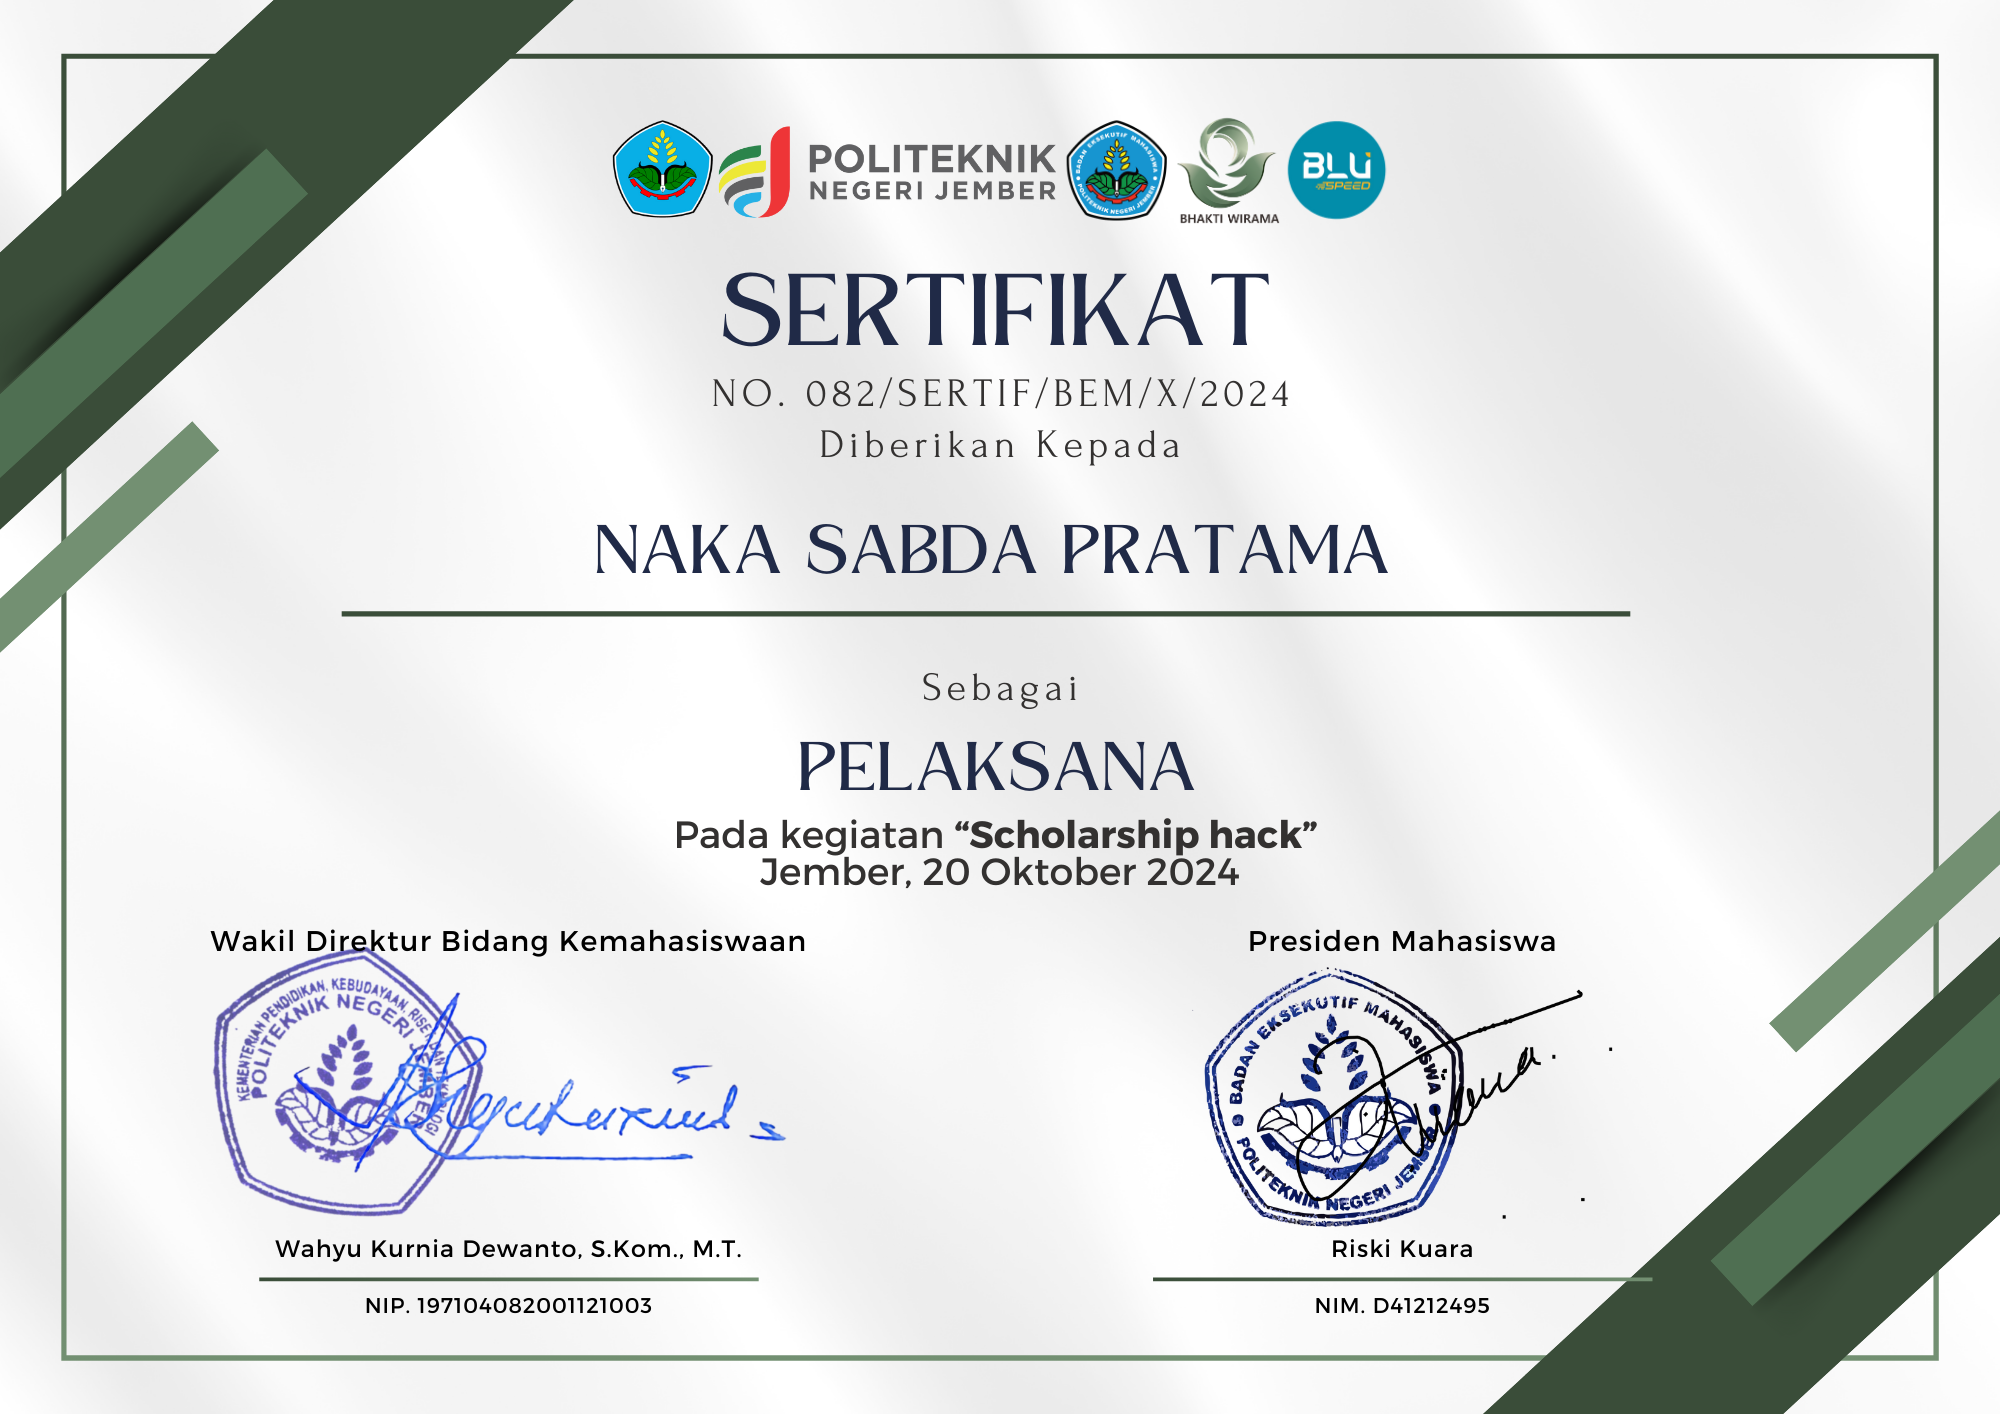 POLITEKNIK
NEGERI JEMBER
BADAN EKSEKUTIF MAHASISWA
POLITEKNIK NEGERI JEMBER
BHAKTI WIRAMA
BLU
SPEED
SERTIFIKAT
NO. 082/SERTIF/BEM/X/2024
Diberikan Kepada
NAKA SABDA PRATAMA
Sebagai
PELAKSANA
Pada kegiatan “Scholarship hack”
Jember, 20 Oktober 2024
Wakil Direktur Bidang Kemahasiswaan
KEMENTERIAN PENDIDIKAN, KEBUDAYAAN, RISET DAN TEKNOLOGI
POLITEKNIK NEGERI JEMBER
Wahyu Kurnia Dewanto, S.Kom., M.T.
NIP. 197104082001121003
Presiden Mahasiswa
BADAN EKSEKUTIF MAHASISWA
POLITEKNIK NEGERI JEMBER
Riski Kuara
NIM. D41212495